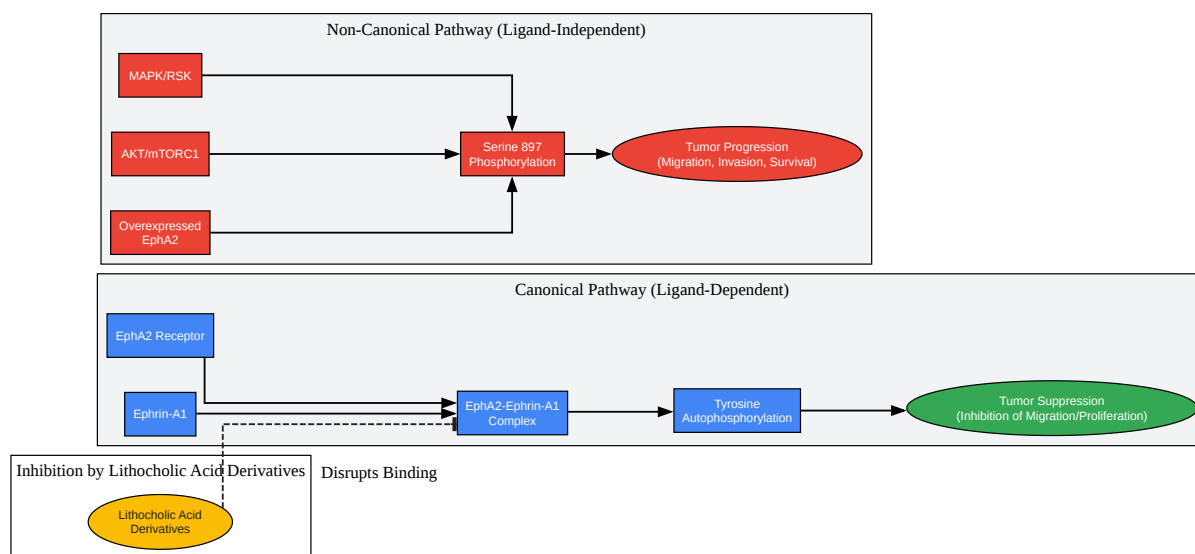 Non-Canonical Pathway (Ligand-Independent)
MAPK/RSK
AKT/mTORC1
Serine 897
Phosphorylation
Tumor Progression
(Migration, Invasion, Survival)
Overexpressed
EphA2
Canonical Pathway (Ligand-Dependent)
EphA2 Receptor
Ephrin-A1
EphA2-Ephrin-A1
Complex
Tyrosine
Autophosphorylation
Tumor Suppression
(Inhibition of Migration/Proliferation)
Inhibition by Lithocholic Acid Derivatives
Disrupts Binding
Lithocholic Acid
Derivatives